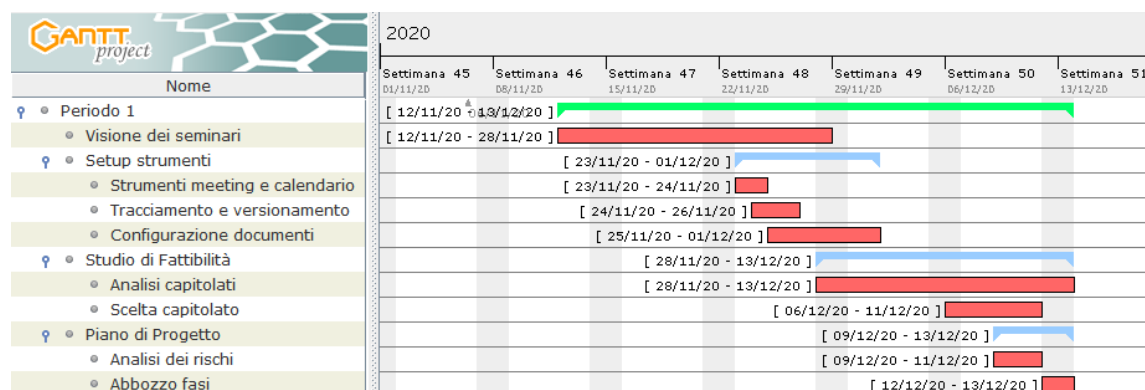 GANTT
project
2020
Nome
Settimana 45 Settimana 46 Settimana 47 Settimana 48 Settimana 49 Settimana 50 Settimana 51
01/11/20 08/11/20 15/11/20 22/11/20 29/11/20 06/12/20 13/12/20
Periodo 1 [ 12/11/20 - 13/12/20 ]
Visione dei seminari [ 12/11/20 - 28/11/20 ]
Setup strumenti [ 23/11/20 - 01/12/20 ]
Strumenti meeting e calendario [ 23/11/20 - 24/11/20 ]
Tracciamento e versionamento [ 24/11/20 - 26/11/20 ]
Configurazione documenti [ 25/11/20 - 01/12/20 ]
Studio di Fattibilità [ 28/11/20 - 13/12/20 ]
Analisi capitolati [ 28/11/20 - 13/12/20 ]
Scelta capitolato [ 06/12/20 - 11/12/20 ]
Piano di Progetto [ 09/12/20 - 13/12/20 ]
Analisi dei rischi [ 09/12/20 - 11/12/20 ]
Abbozzo fasi [ 12/12/20 - 13/12/20 ]